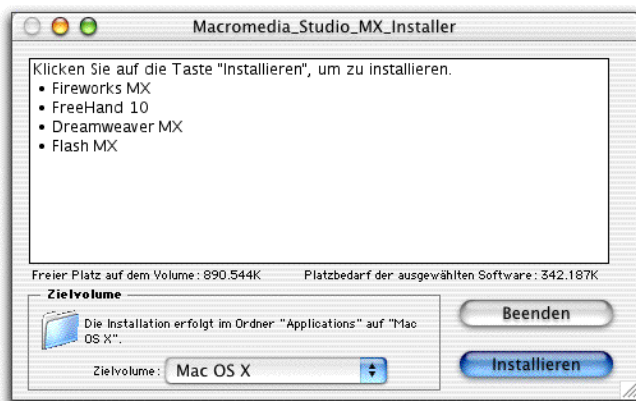 Macromedia_Studio_MX_Installer
Klicken Sie auf die Taste "Installieren", um zu installieren.
• Fireworks MX
• FreeHand 10
• Dreamweaver MX
• Flash MX
Freier Platz auf dem Volume: 890.544K
Platzbedarf der ausgewählten Software: 342.187K
Zielvolume
Die Installation erfolgt im Ordner "Applications" auf "Mac
OS X".
Zielvolume: Mac OS X
Beenden
Installieren